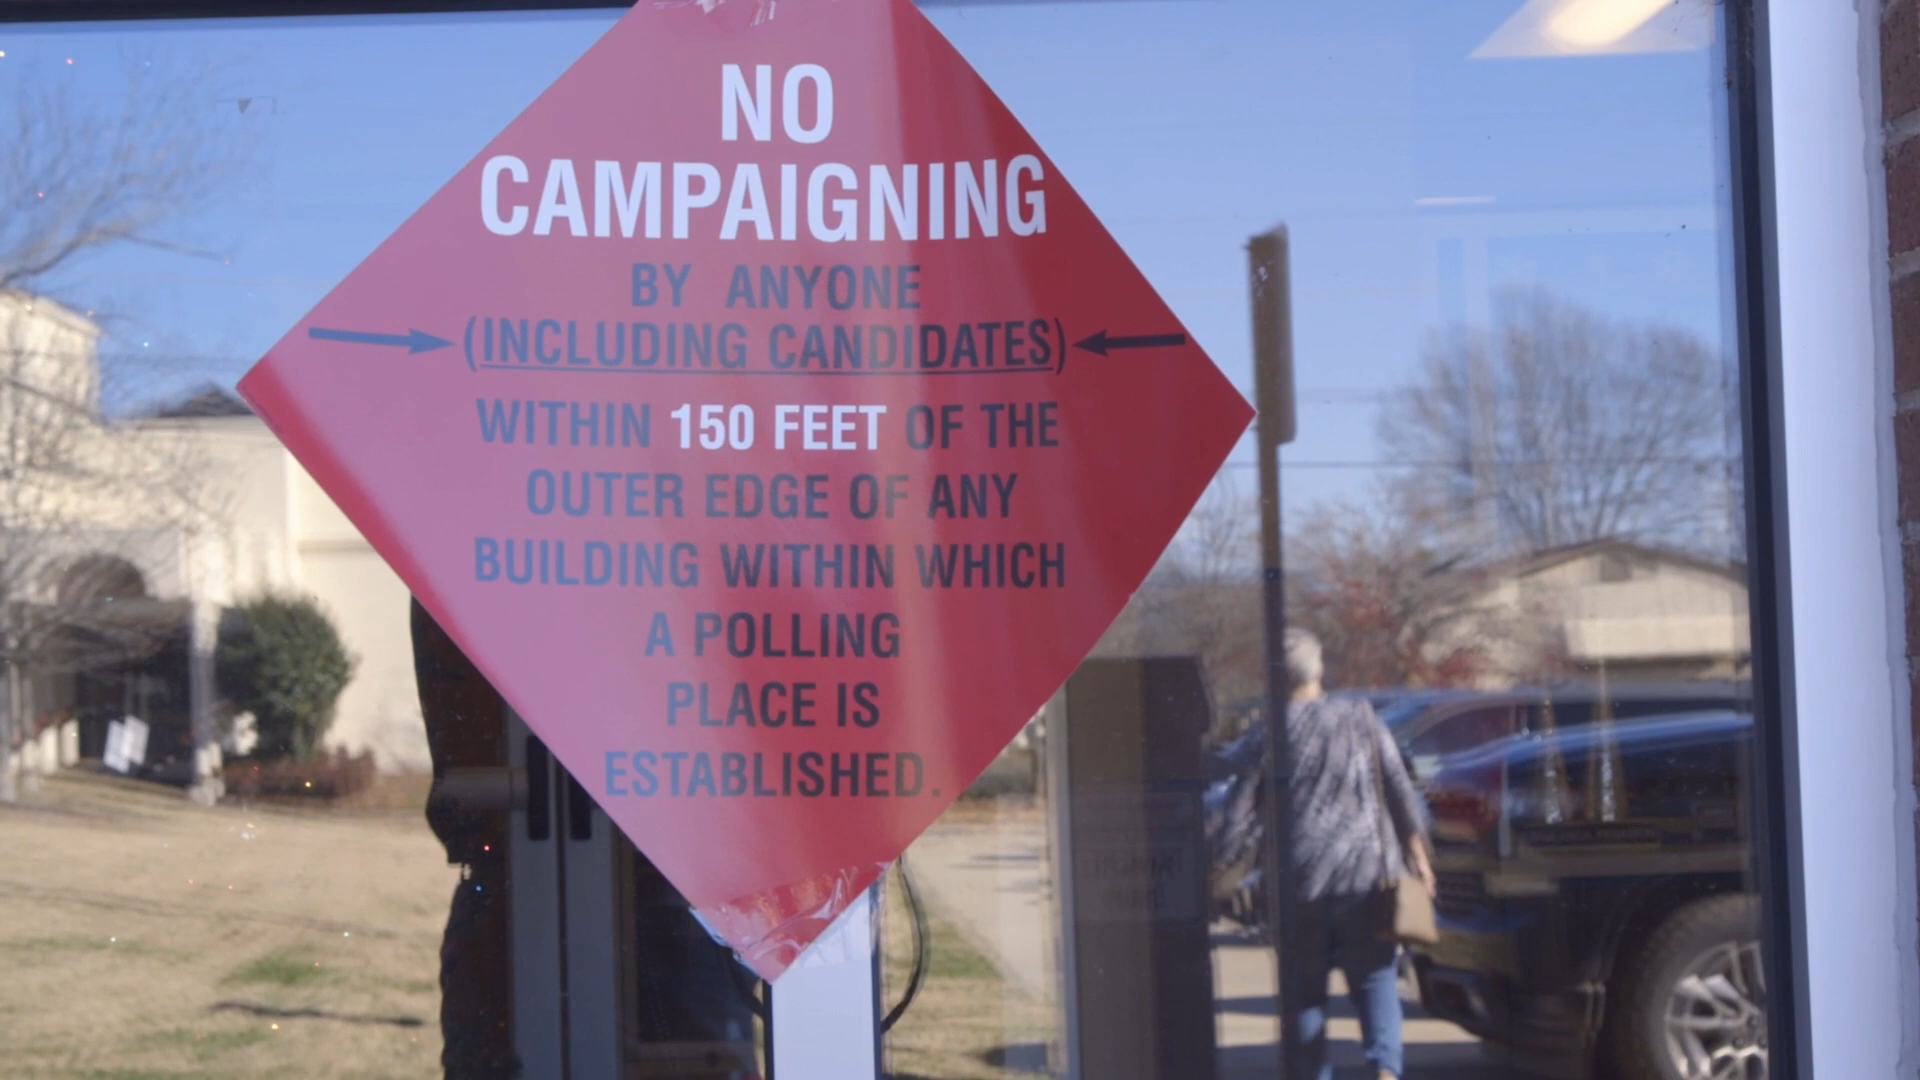 NO
CAMPAIGNING
BY ANYONE
(INCLUDING CANDIDATES)
WITHIN 150 FEET OF THE
OUTER EDGE OF ANY
BUILDING WITHIN WHICH
A POLLING
PLACE IS
ESTABLISHED.